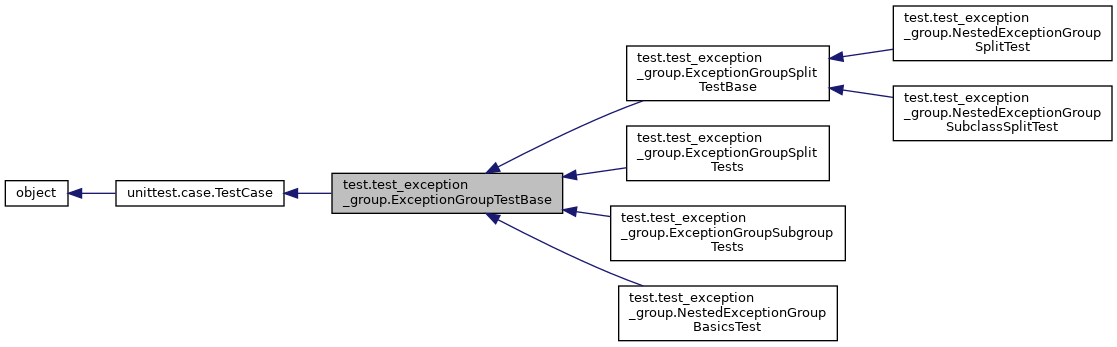 object
unittest.case.TestCase
test.test_exception
_group.ExceptionGroupTestBase
test.test_exception
_group.ExceptionGroupSplit
TestBase
test.test_exception
_group.ExceptionGroupSplit
Tests
test.test_exception
_group.ExceptionGroupSubgroup
Tests
test.test_exception
_group.NestedExceptionGroup
BasicsTest
test.test_exception
_group.NestedExceptionGroup
SplitTest
test.test_exception
_group.NestedExceptionGroup
SubclassSplitTest